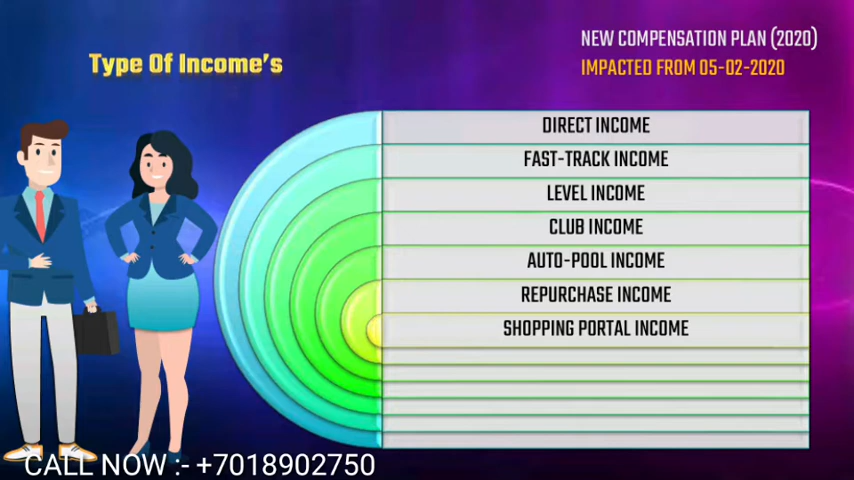 Type Of Income's
NEW COMPENSATION PLAN (2020)
IMPACTED FROM 05-02-2020
DIRECT INCOME
FAST-TRACK INCOME
LEVEL INCOME
CLUB INCOME
AUTO-POOL INCOME
REPURCHASE INCOME
SHOPPING PORTAL INCOME
CALL NOW :- +7018902750